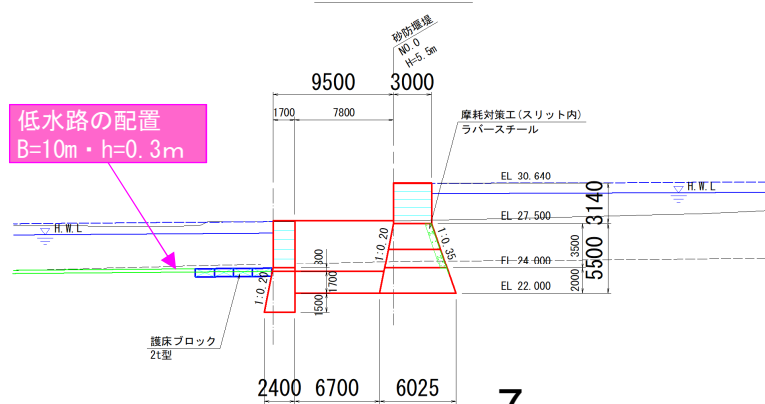 砂防堰堤
NO.0
H=5.5m
9500
3000
1700
7800
低水路の配置
B=10m・h=0.3m
摩耗対策工(スリット内)
ラバースチール
EL 30.640
H.W.L
H.W.L
EL 27.500
3140
1:0.20
1:0.35
3500
5500
EL 24.000
300
1700
2000
1:0.20
EL 22.000
1500
護床ブロック
2t型
2400
6700
6025